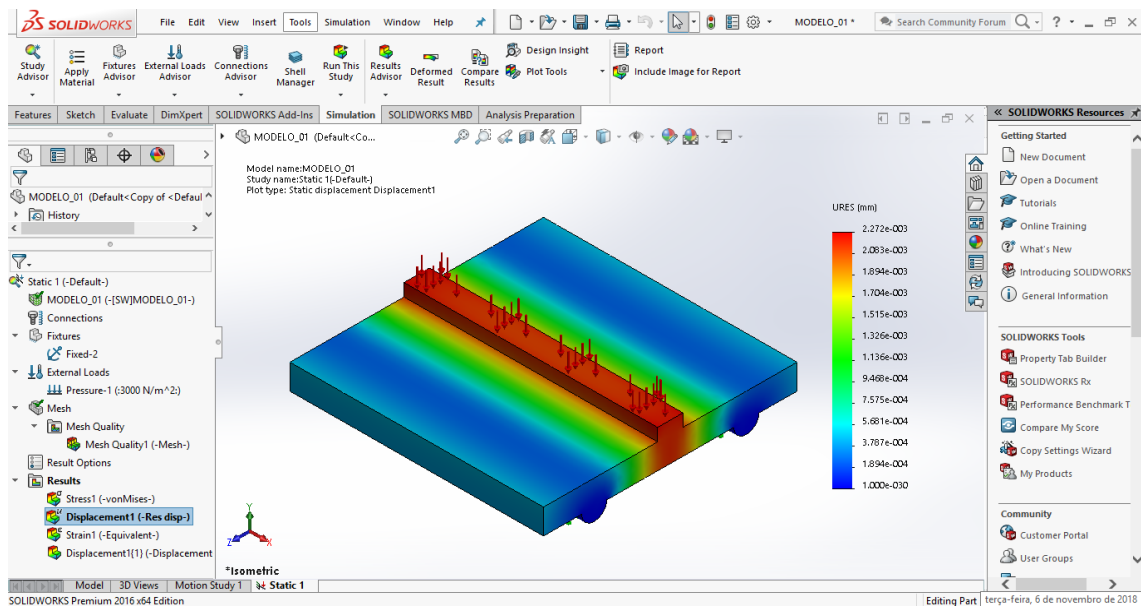 SOLIDWORKS File Edit View Insert Tools Simulation Window Help MODELO_01 * Search Community Forum ?
Study Advisor
Apply Material
Fixtures Advisor
External Loads Advisor
Connections Advisor
Shell Manager
Run This Study
Results Advisor
Deformed Result
Compare Results
Design Insight
Plot Tools
Report
Include Image for Report
Features Sketch Evaluate DimXpert SOLIDWORKS Add-Ins Simulation SOLIDWORKS MBD Analysis Preparation
MODELO_01 (Default<Copy of <Defaul
History
Static 1 (-Default-)
MODELO_01 (-[SW]MODELO_01-)
Connections
Fixtures
Fixed-2
External Loads
Pressure-1 (:3000 N/m^2:)
Mesh
Mesh Quality
Mesh Quality1 (-Mesh-)
Result Options
Results
Stress1 (-vonMises-)
Displacement1 (-Res disp-)
Strain1 (-Equivalent-)
Displacement1{1} (-Displacement
MODELO_01 (Default<Co...
Model name:MODELO_01
Study name:Static 1(-Default-)
Plot type: Static displacement Displacement1
URES (mm)
2.272e-003
2.083e-003
1.894e-003
1.704e-003
1.515e-003
1.326e-003
1.136e-003
9.468e-004
7.575e-004
5.681e-004
3.787e-004
1.894e-004
1.000e-030
Y
Z
X
*Isometric
SOLIDWORKS Resources
Getting Started
New Document
Open a Document
Tutorials
Online Training
What's New
Introducing SOLIDWORKS
General Information
SOLIDWORKS Tools
Property Tab Builder
SOLIDWORKS Rx
Performance Benchmark T
Compare My Score
Copy Settings Wizard
My Products
Community
Customer Portal
User Groups
Model 3D Views Motion Study 1 Static 1
SOLIDWORKS Premium 2016 x64 Edition
Editing Part
terça-feira, 6 de novembro de 2018